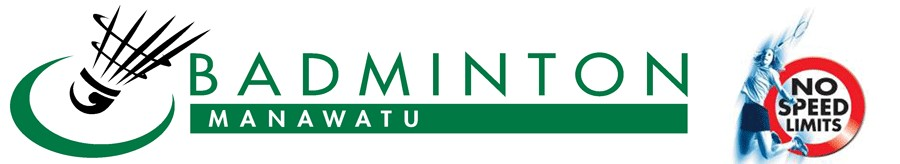 BADMINTON
MANAWATU
NO
SPEED
LIMITS